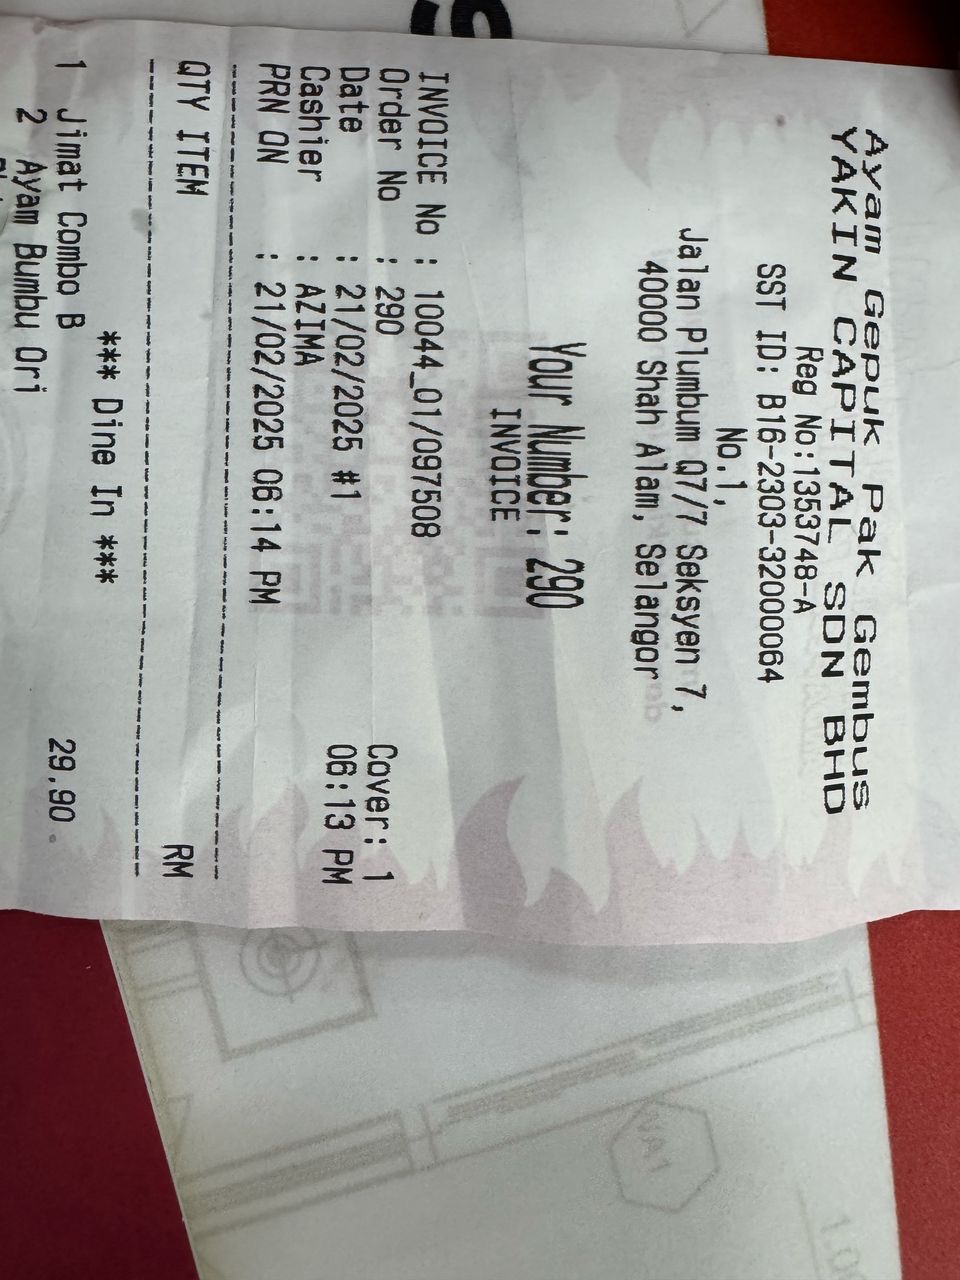 Ayam Gepuk Pak Gembus
YAKIN CAPITAL SDN BHD
Reg No:1353748-A
SST ID: B16-2303-32000064
No.1,
Jalan Plumbum Q7/7 Seksyen 7,
40000 Shah Alam, Selangor
Your Number: 290
INVOICE
INVOICE No : 10044_01/097508
Order No : 290 Cover: 1
Date : 21/02/2025 #1 06:13 PM
Cashier : AZIMA
PRN ON : 21/02/2025 06:14 PM
QTY ITEM RM
*** Dine In ***
1 Jimat Combo B 29.90
2 Ayam Bumbu Ori
S
VA1
1.0